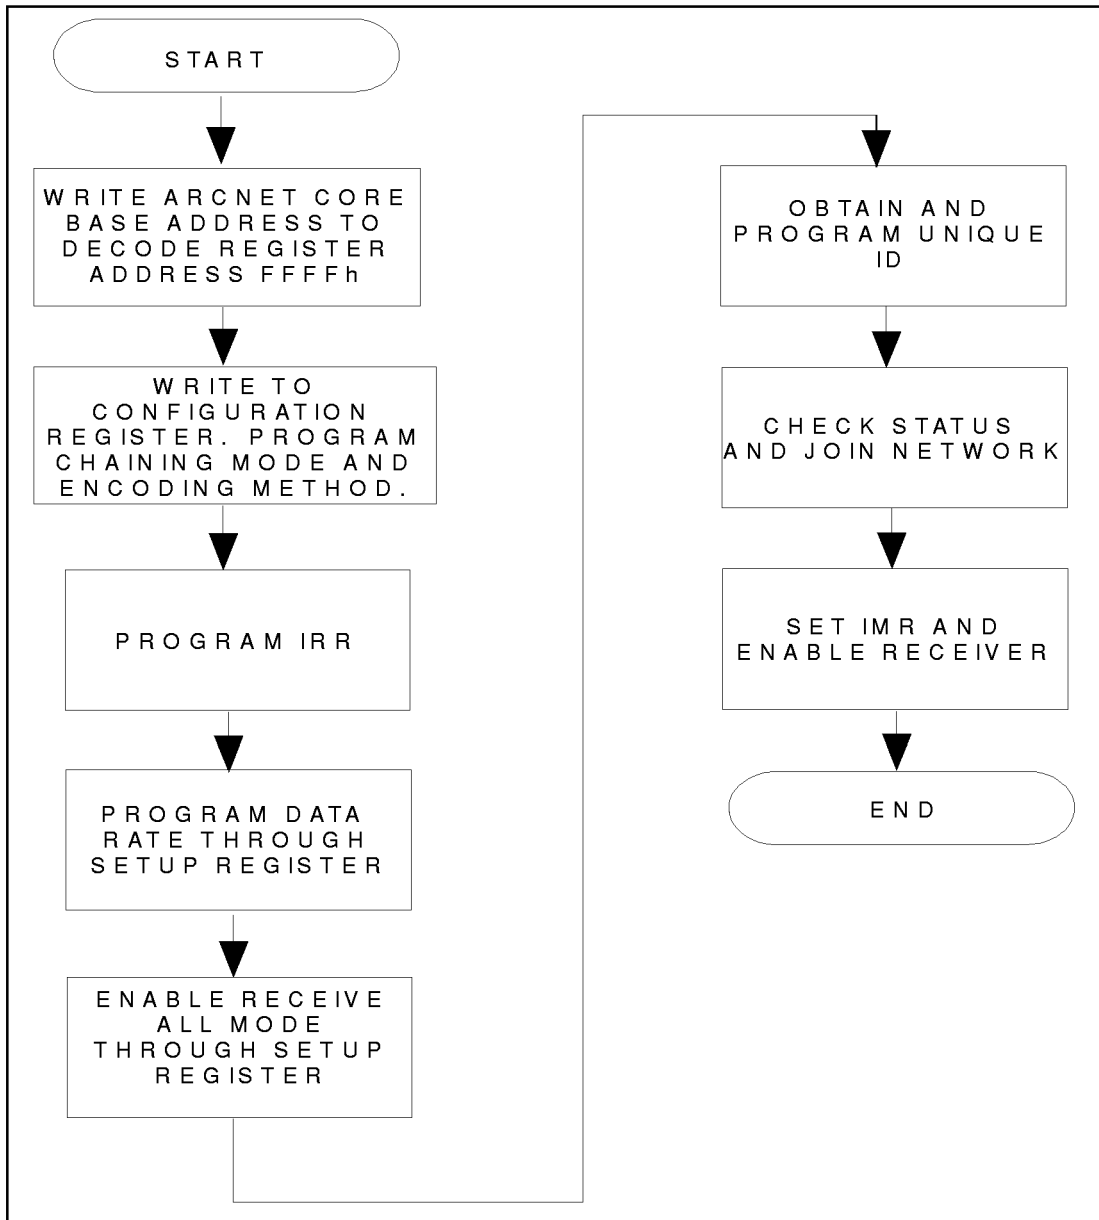 START
WRITE ARCNET CORE
BASE ADDRESS TO
DECODE REGISTER
ADDRESS FFFFh
WRITE TO
CONFIGURATION
REGISTER. PROGRAM
CHAINING MODE AND
ENCODING METHOD.
PROGRAM IRR
PROGRAM DATA
RATE THROUGH
SETUP REGISTER
ENABLE RECEIVE
ALL MODE
THROUGH SETUP
REGISTER
OBTAIN AND
PROGRAM UNIQUE
ID
CHECK STATUS
AND JOIN NETWORK
SET IMR AND
ENABLE RECEIVER
END